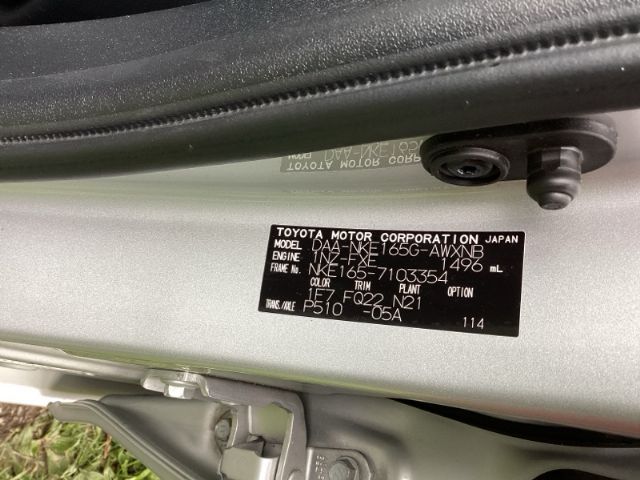 TOYOTA MOTOR CORPORATION JAPAN
MODEL DAA-NKE165G-AWXNB
ENGINE 1NZ-FXE 1496 mL
FRAME No. NKE165-7103354
COLOR TRIM PLANT OPTION
1F7 FQ22 N21
TRANS./AXLE P510 -05A
114